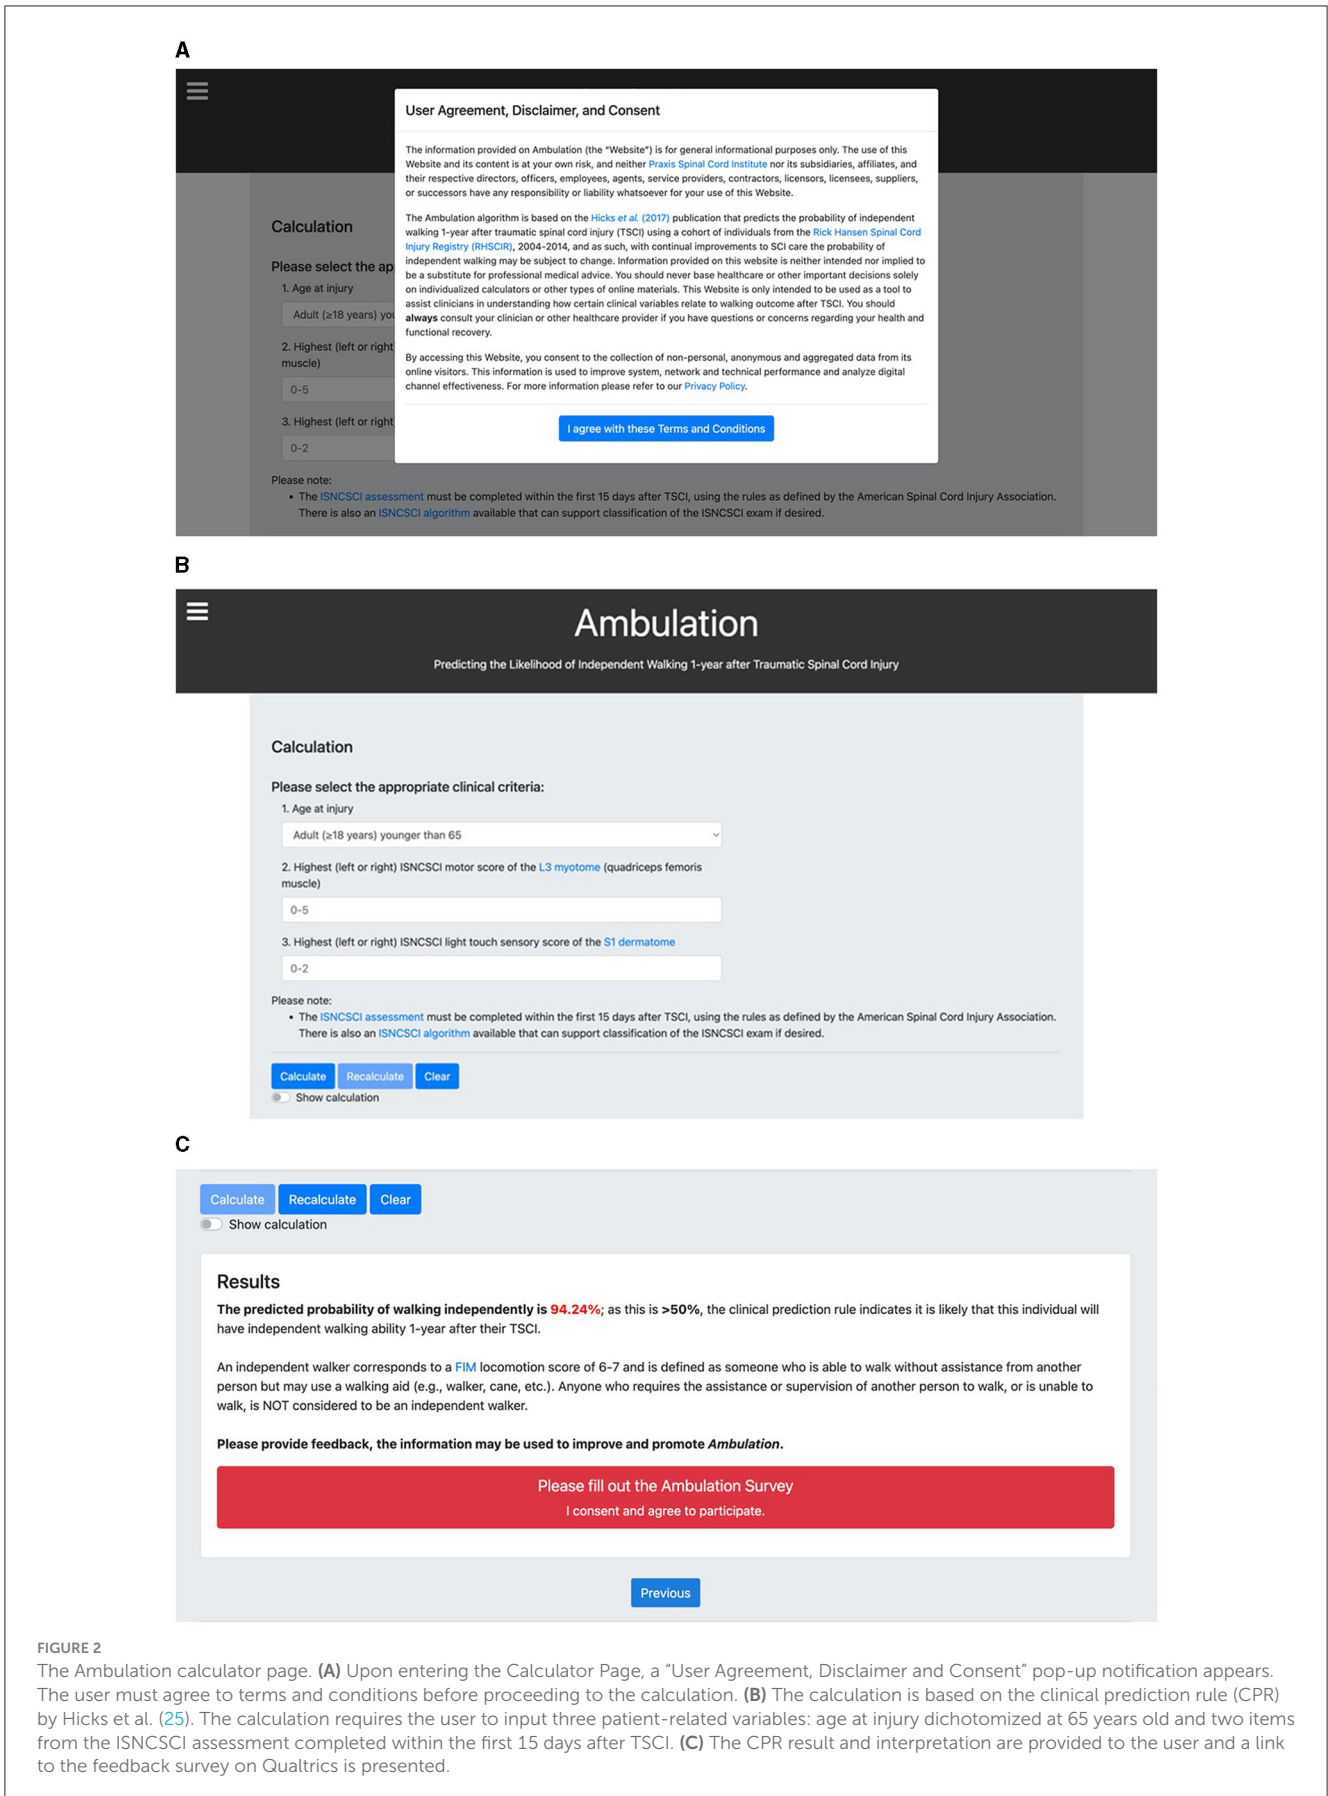 A
User Agreement, Disclaimer, and Consent
The information provided on Ambulation (the "Website") is for general informational purposes only. The use of this
Website and its content is at your own risk, and neither Praxis Spinal Cord Institute nor its subsidiaries, affiliates, and
their respective directors, officers, employees, agents, service providers, contractors, licensors, licensees, suppliers,
or successors have any responsibility or liability whatsoever for your use of this Website.
The Ambulation algorithm is based on the Hicks et al. (2017) publication that predicts the probability of independent
walking 1-year after traumatic spinal cord injury (TSCI) using a cohort of individuals from the Rick Hansen Spinal Cord
Injury Registry (RHSCIR), 2004-2014, and as such, with continual improvements to SCI care the probability of
independent walking may be subject to change. Information provided on this website is neither intended nor implied to
be a substitute for professional medical advice. You should never base healthcare or other important decisions solely
on individualized calculators or other types of online materials. This Website is only intended to be used as a tool to
assist clinicians in understanding how certain clinical variables relate to walking outcome after TSCI. You should
always consult your clinician or other healthcare provider if you have questions or concerns regarding your health and
functional recovery.
By accessing this Website, you consent to the collection of non-personal, anonymous and aggregated data from its
online visitors. This information is used to improve system, network and technical performance and analyze digital
channel effectiveness. For more information please refer to our Privacy Policy.
I agree with these Terms and Conditions
Calculation
Please select the ap
1. Age at injury
Adult (≥18 years) you
2. Highest (left or right
muscle)
0-5
3. Highest (left or right
0-2
Please note:
• The ISNCSCI assessment must be completed within the first 15 days after TSCI, using the rules as defined by the American Spinal Cord Injury Association.
There is also an ISNCSCI algorithm available that can support classification of the ISNCSCI exam if desired.
B
Ambulation
Predicting the Likelihood of Independent Walking 1-year after Traumatic Spinal Cord Injury
Calculation
Please select the appropriate clinical criteria:
1. Age at injury
Adult (≥18 years) younger than 65
2. Highest (left or right) ISNCSCI motor score of the L3 myotome (quadriceps femoris
muscle)
0-5
3. Highest (left or right) ISNCSCI light touch sensory score of the S1 dermatome
0-2
Please note:
• The ISNCSCI assessment must be completed within the first 15 days after TSCI, using the rules as defined by the American Spinal Cord Injury Association.
There is also an ISNCSCI algorithm available that can support classification of the ISNCSCI exam if desired.
Calculate Recalculate Clear
Show calculation
C
Calculate Recalculate Clear
Show calculation
Results
The predicted probability of walking independently is 94.24%; as this is >50%, the clinical prediction rule indicates it is likely that this individual will
have independent walking ability 1-year after their TSCI.
An independent walker corresponds to a FIM locomotion score of 6-7 and is defined as someone who is able to walk without assistance from another
person but may use a walking aid (e.g., walker, cane, etc.). Anyone who requires the assistance or supervision of another person to walk, or is unable to
walk, is NOT considered to be an independent walker.
Please provide feedback, the information may be used to improve and promote Ambulation.
Please fill out the Ambulation Survey
I consent and agree to participate.
Previous
FIGURE 2
The Ambulation calculator page. (A) Upon entering the Calculator Page, a "User Agreement, Disclaimer and Consent" pop-up notification appears.
The user must agree to terms and conditions before proceeding to the calculation. (B) The calculation is based on the clinical prediction rule (CPR)
by Hicks et al. (25). The calculation requires the user to input three patient-related variables: age at injury dichotomized at 65 years old and two items
from the ISNCSCI assessment completed within the first 15 days after TSCI. (C) The CPR result and interpretation are provided to the user and a link
to the feedback survey on Qualtrics is presented.